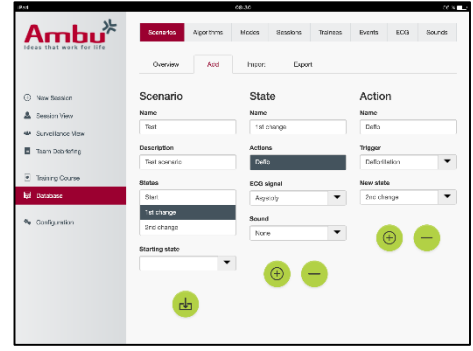 iPad 08.30
Ambu
Ideas that work for life
Scenarios Algorithms Modes Sessions Trainees Events ECG Sounds
Overview Add Import Export
New Session
Session View
Surveillance View
Team Debriefing
Training Course
Database
Configuration
Scenario
Name
Test
Description
Test scenario
States
Start
1st change
2nd change
Starting state
State
Name
1st change
Actions
Defib
ECG signal
Asystoly
Sound
None
Action
Name
Defib
Trigger
Defibrillation
New state
2nd change